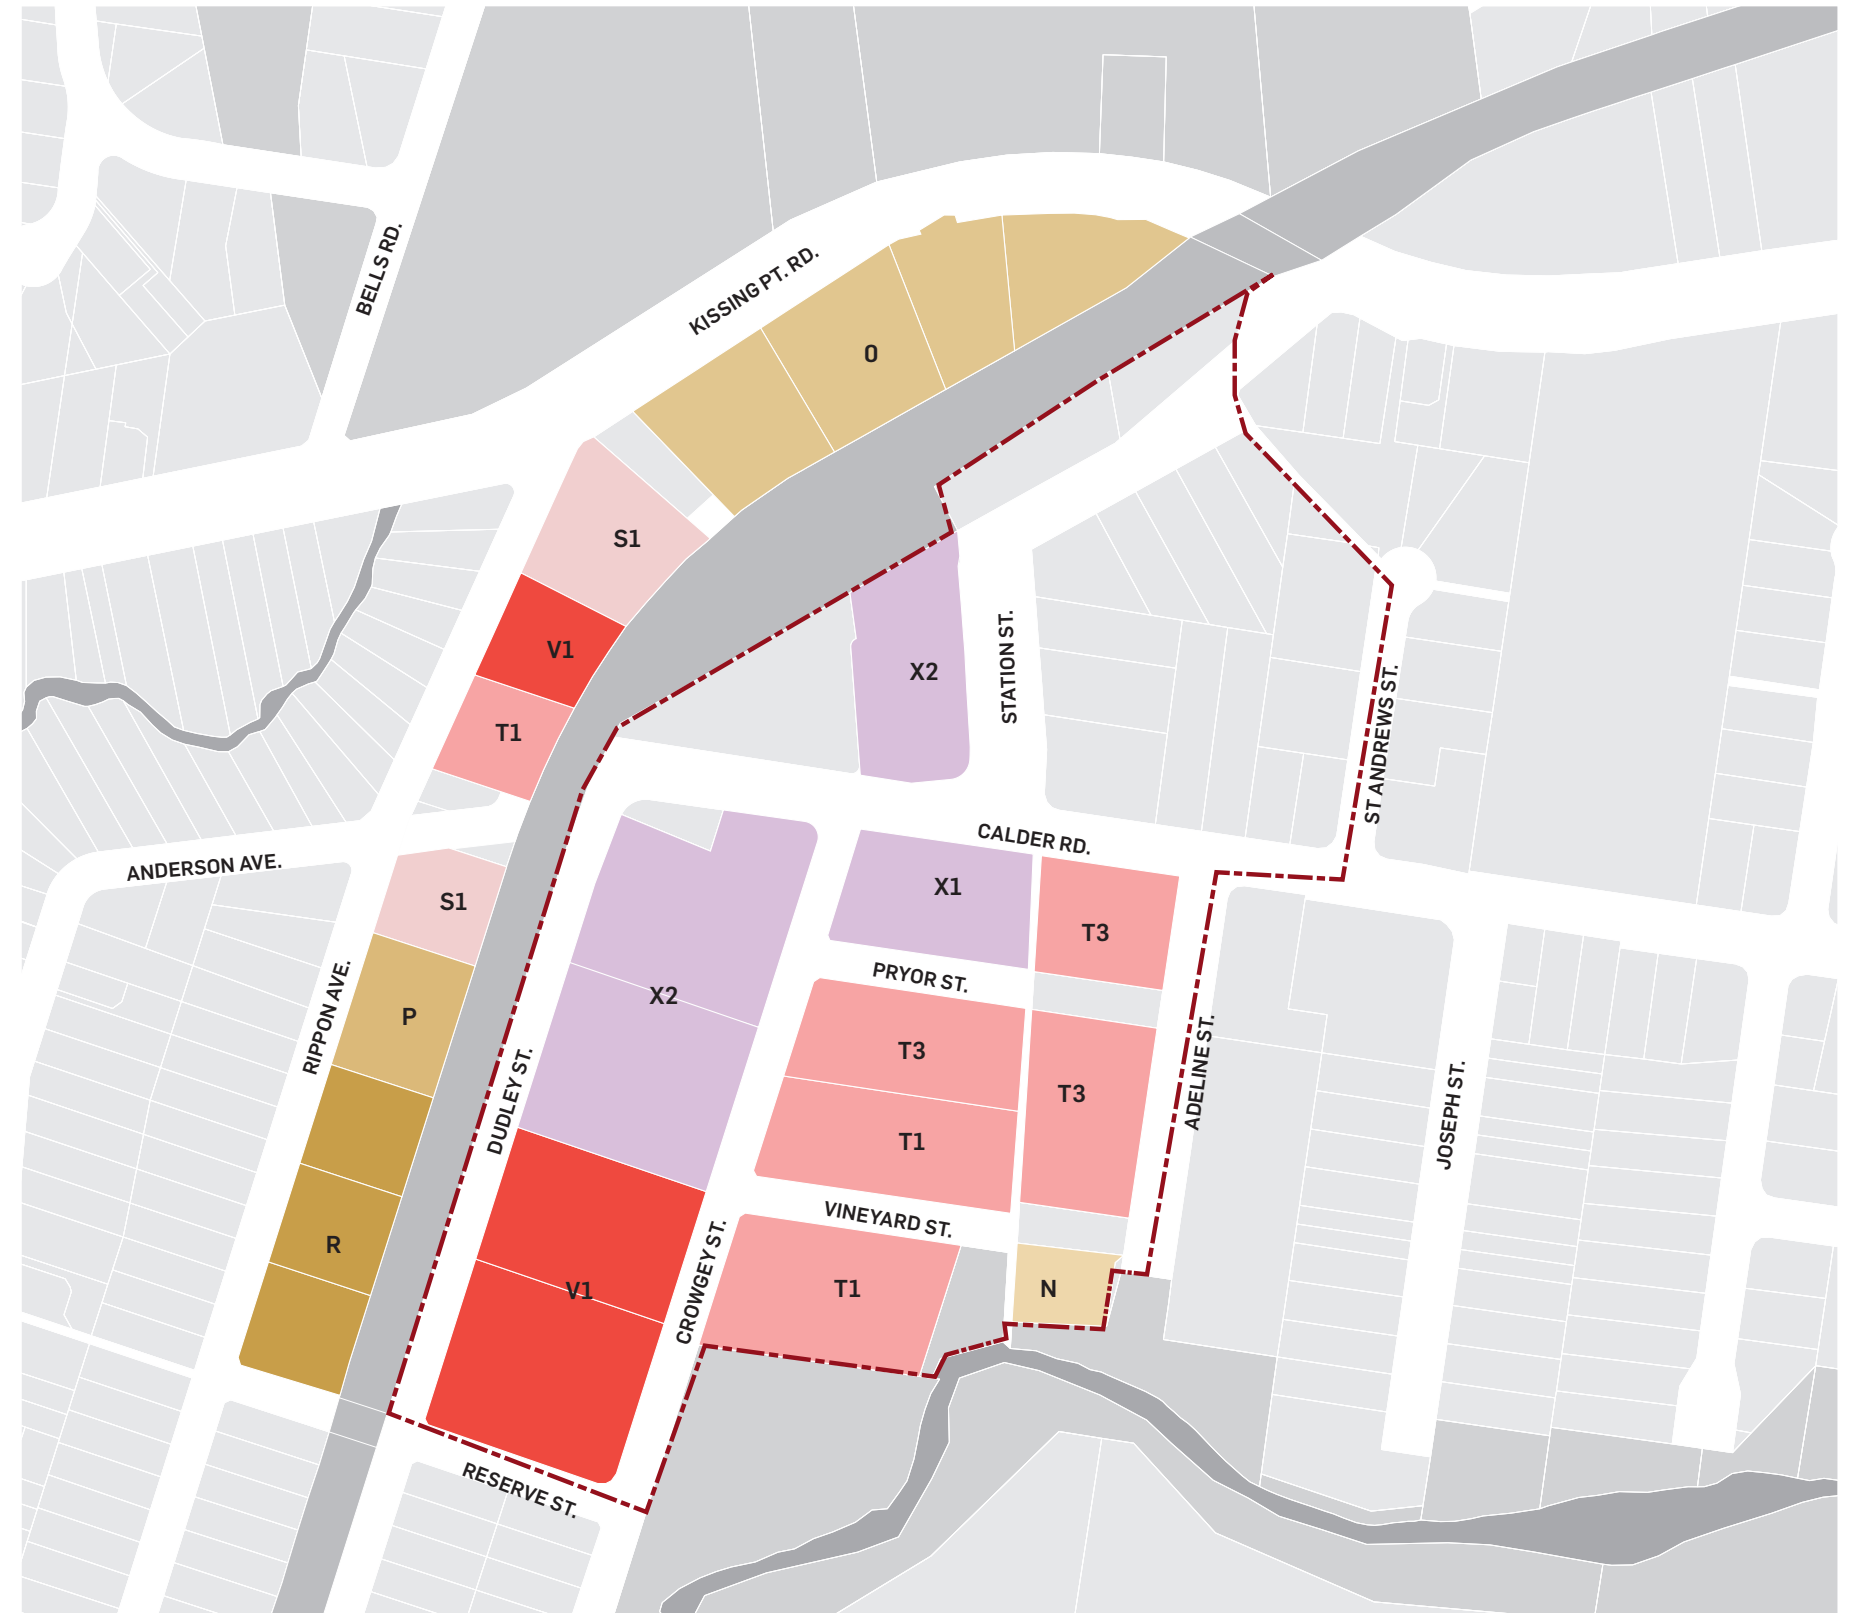 BELLS RD.
KISSING PT. RD.
O
S1
V1
X2
STATION ST.
T1
ST ANDREWS ST.
CALDER RD.
ANDERSON AVE.
X1
S1
T3
PRYOR ST.
X2
RIPPON AVE.
P
T3
T3
DUDLEY ST.
ADELINE ST.
JOSEPH ST.
T1
VINEYARD ST.
R
V1
CROWGEY ST.
T1
N
RESERVE ST.